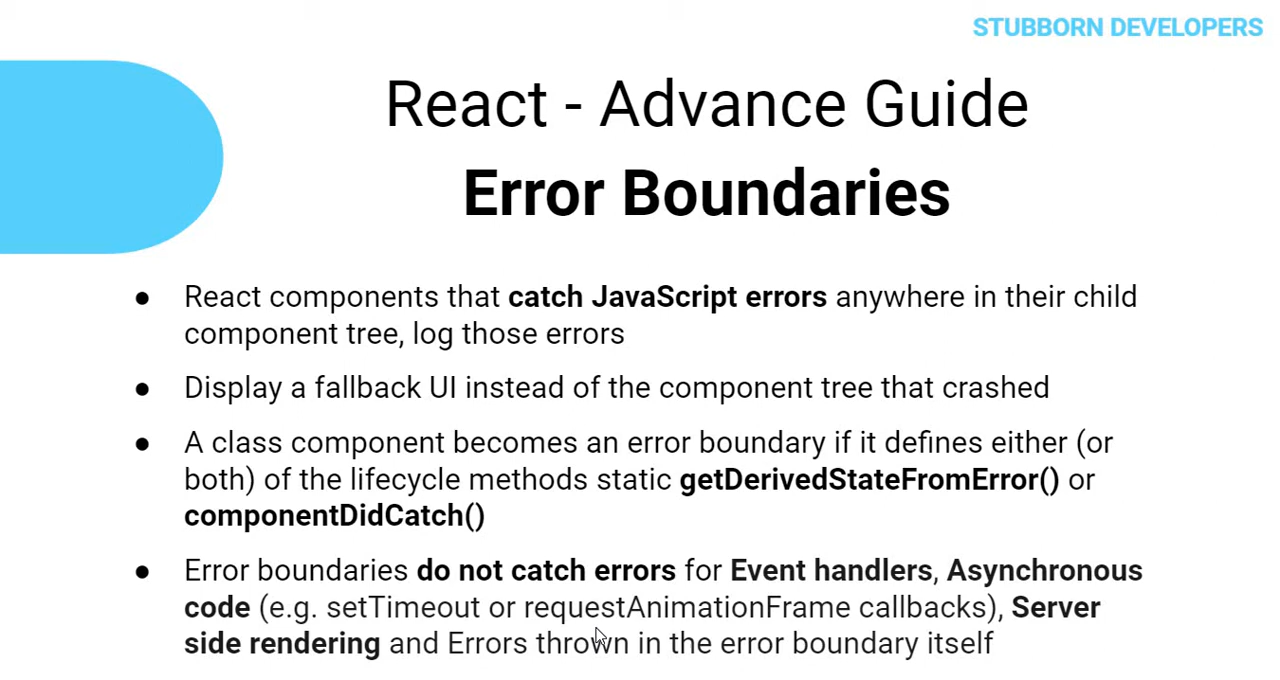 STUBBORN DEVELOPERS
React - Advance Guide
Error Boundaries
● React components that catch JavaScript errors anywhere in their child
component tree, log those errors
● Display a fallback UI instead of the component tree that crashed
● A class component becomes an error boundary if it defines either (or
both) of the lifecycle methods static getDerivedStateFromError() or
componentDidCatch()
● Error boundaries do not catch errors for Event handlers, Asynchronous
code (e.g. setTimeout or requestAnimationFrame callbacks), Server
side rendering and Errors thrown in the error boundary itself